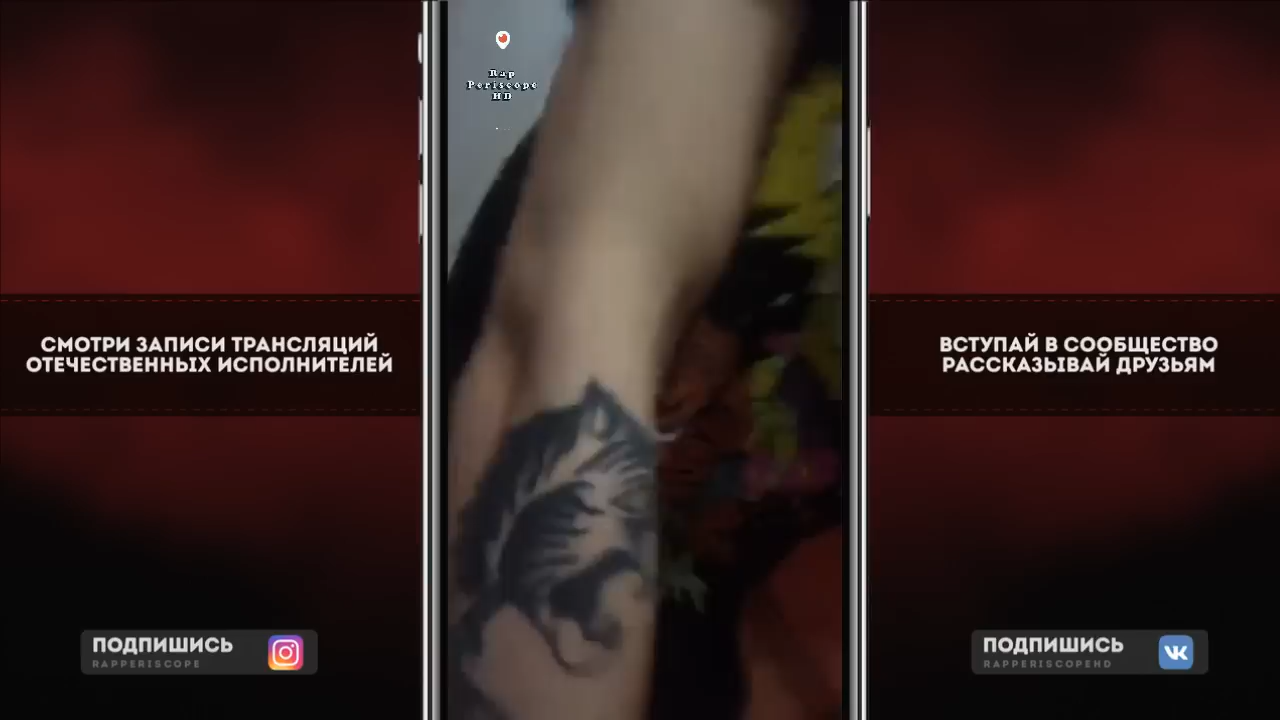 Rap
Periscope
HD
СМОТРИ ЗАПИСИ ТРАНСЛЯЦИЙ
ОТЕЧЕСТВЕННЫХ ИСПОЛНИТЕЛЕЙ
ВСТУПАЙ В СООБЩЕСТВО
РАССКАЗЫВАЙ ДРУЗЬЯМ
ПОДПИШИСЬ
RAPPERISCOPE
ПОДПИШИСЬ
RAPPERISCOPEHD